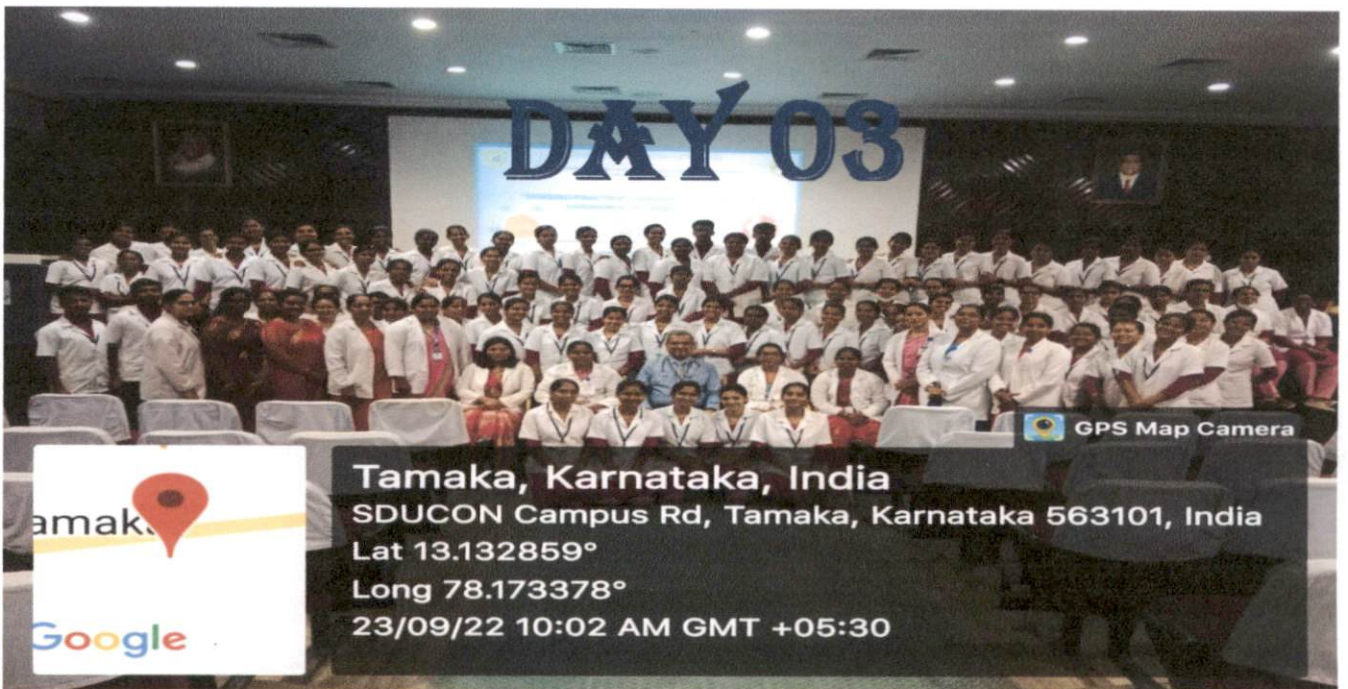 DAY 03
GPS Map Camera
Tamaka, Karnataka, India
SDUCON Campus Rd, Tamaka, Karnataka 563101, India
Lat 13.132859°
Long 78.173378°
23/09/22 10:02 AM GMT +05:30
Google